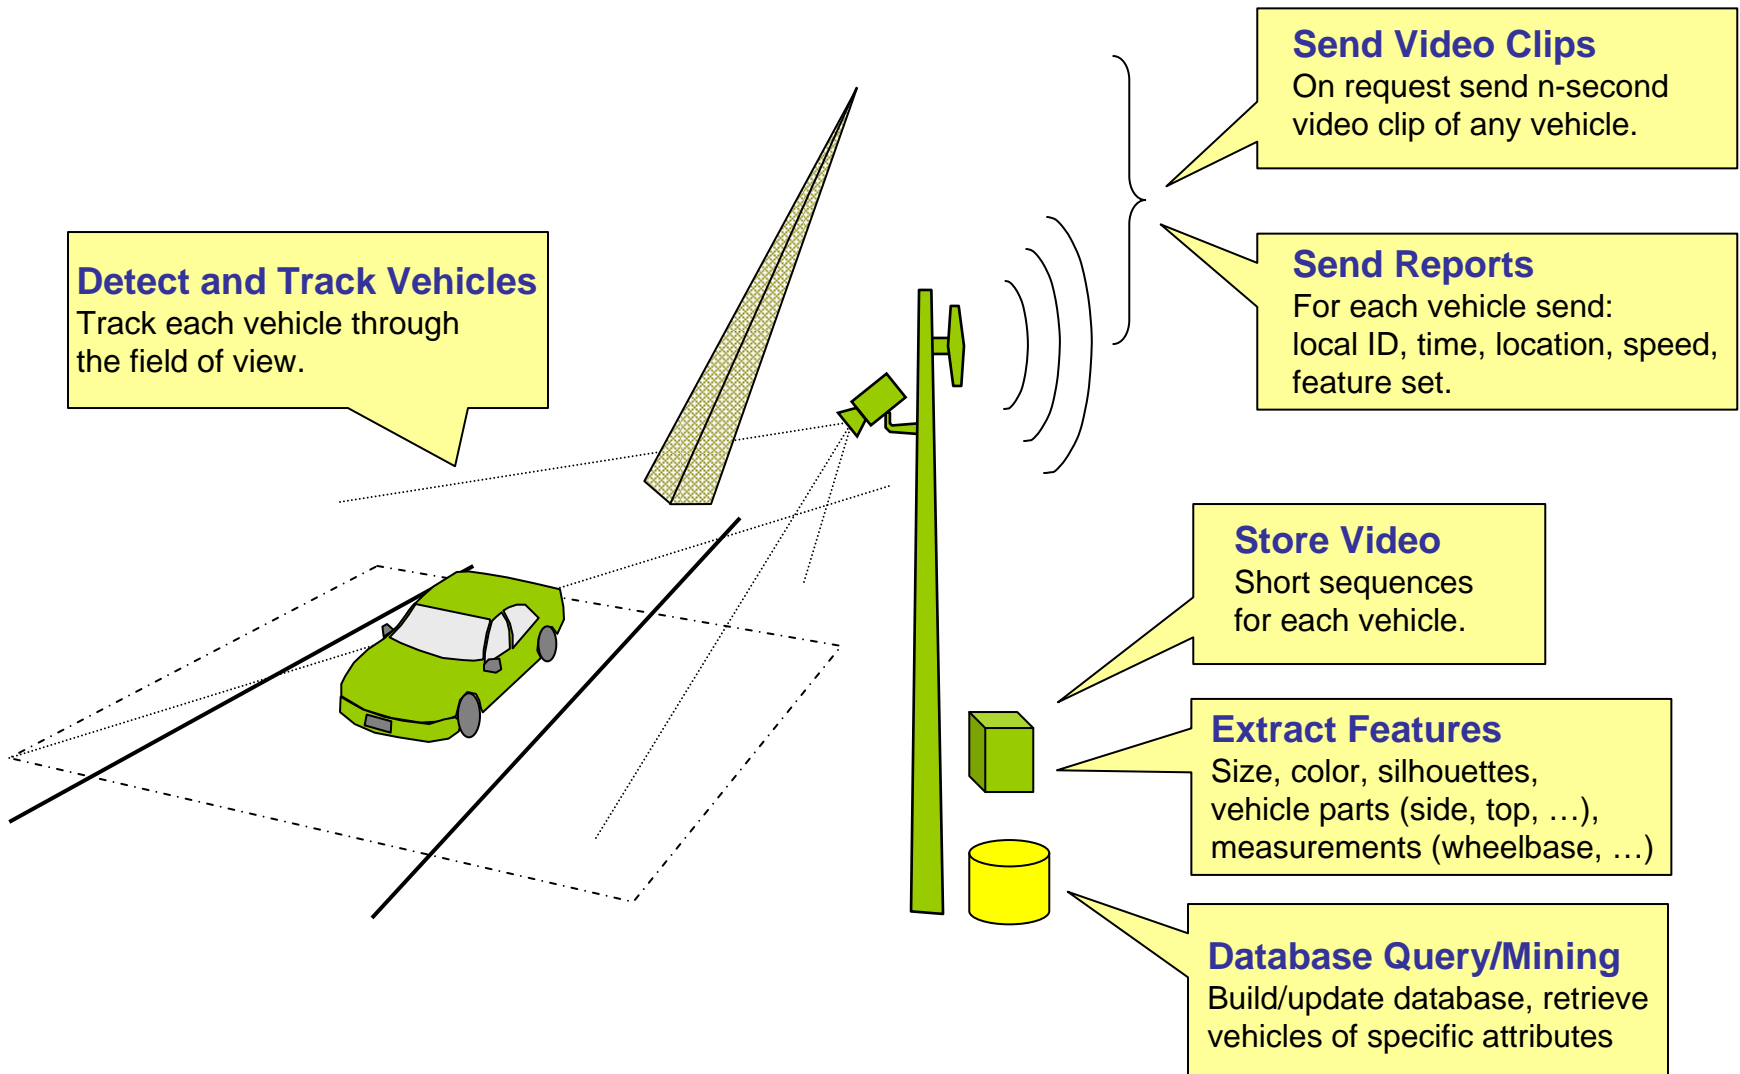 Send Video Clips
On request send n-second
video clip of any vehicle.
Detect and Track Vehicles
Track each vehicle through
the field of view.
Send Reports
For each vehicle send:
local ID, time, location, speed,
feature set.
Store Video
Short sequences
for each vehicle.
Extract Features
Size, color, silhouettes,
vehicle parts (side, top, …),
measurements (wheelbase, …)
Database Query/Mining
Build/update database, retrieve
vehicles of specific attributes